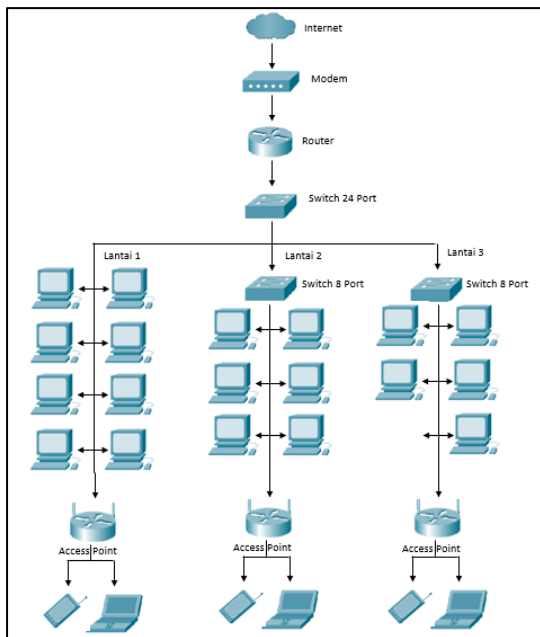 Internet
Modem
Router
Switch 24 Port
Lantai 1
Lantai 2
Lantai 3
Switch 8 Port
Switch 8 Port
Access Point
Access Point
Access Point